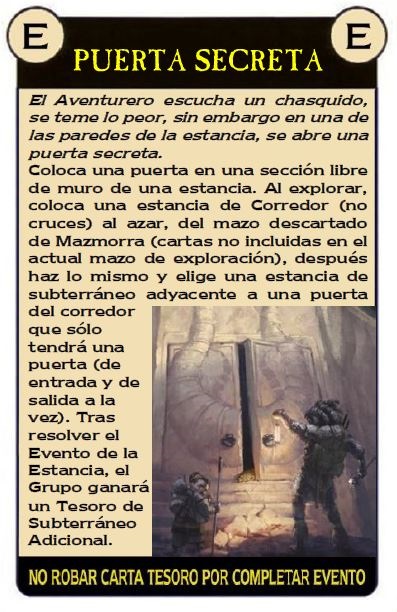 E E
PUERTA SECRETA
El Aventurero escucha un chasquido,
se teme lo peor, sin embargo en una de
las paredes de la estancia, se abre una
puerta secreta.
Coloca una puerta en una sección libre
de muro de una estancia. Al explorar,
coloca una estancia de Corredor (no
cruces) al azar, del mazo descartado
de Mazmorra (cartas no incluidas en el
actual mazo de exploración), después
haz lo mismo y elige una estancia de
subterráneo adyacente a una puerta
del corredor
que sólo
tendrá una
puerta (de
entrada y de
salida a la
vez). Tras
resolver el
Evento de la
Estancia, el
Grupo ganará
un Tesoro de
Subterráneo
Adicional.
NO ROBAR CARTA TESORO POR COMPLETAR EVENTO